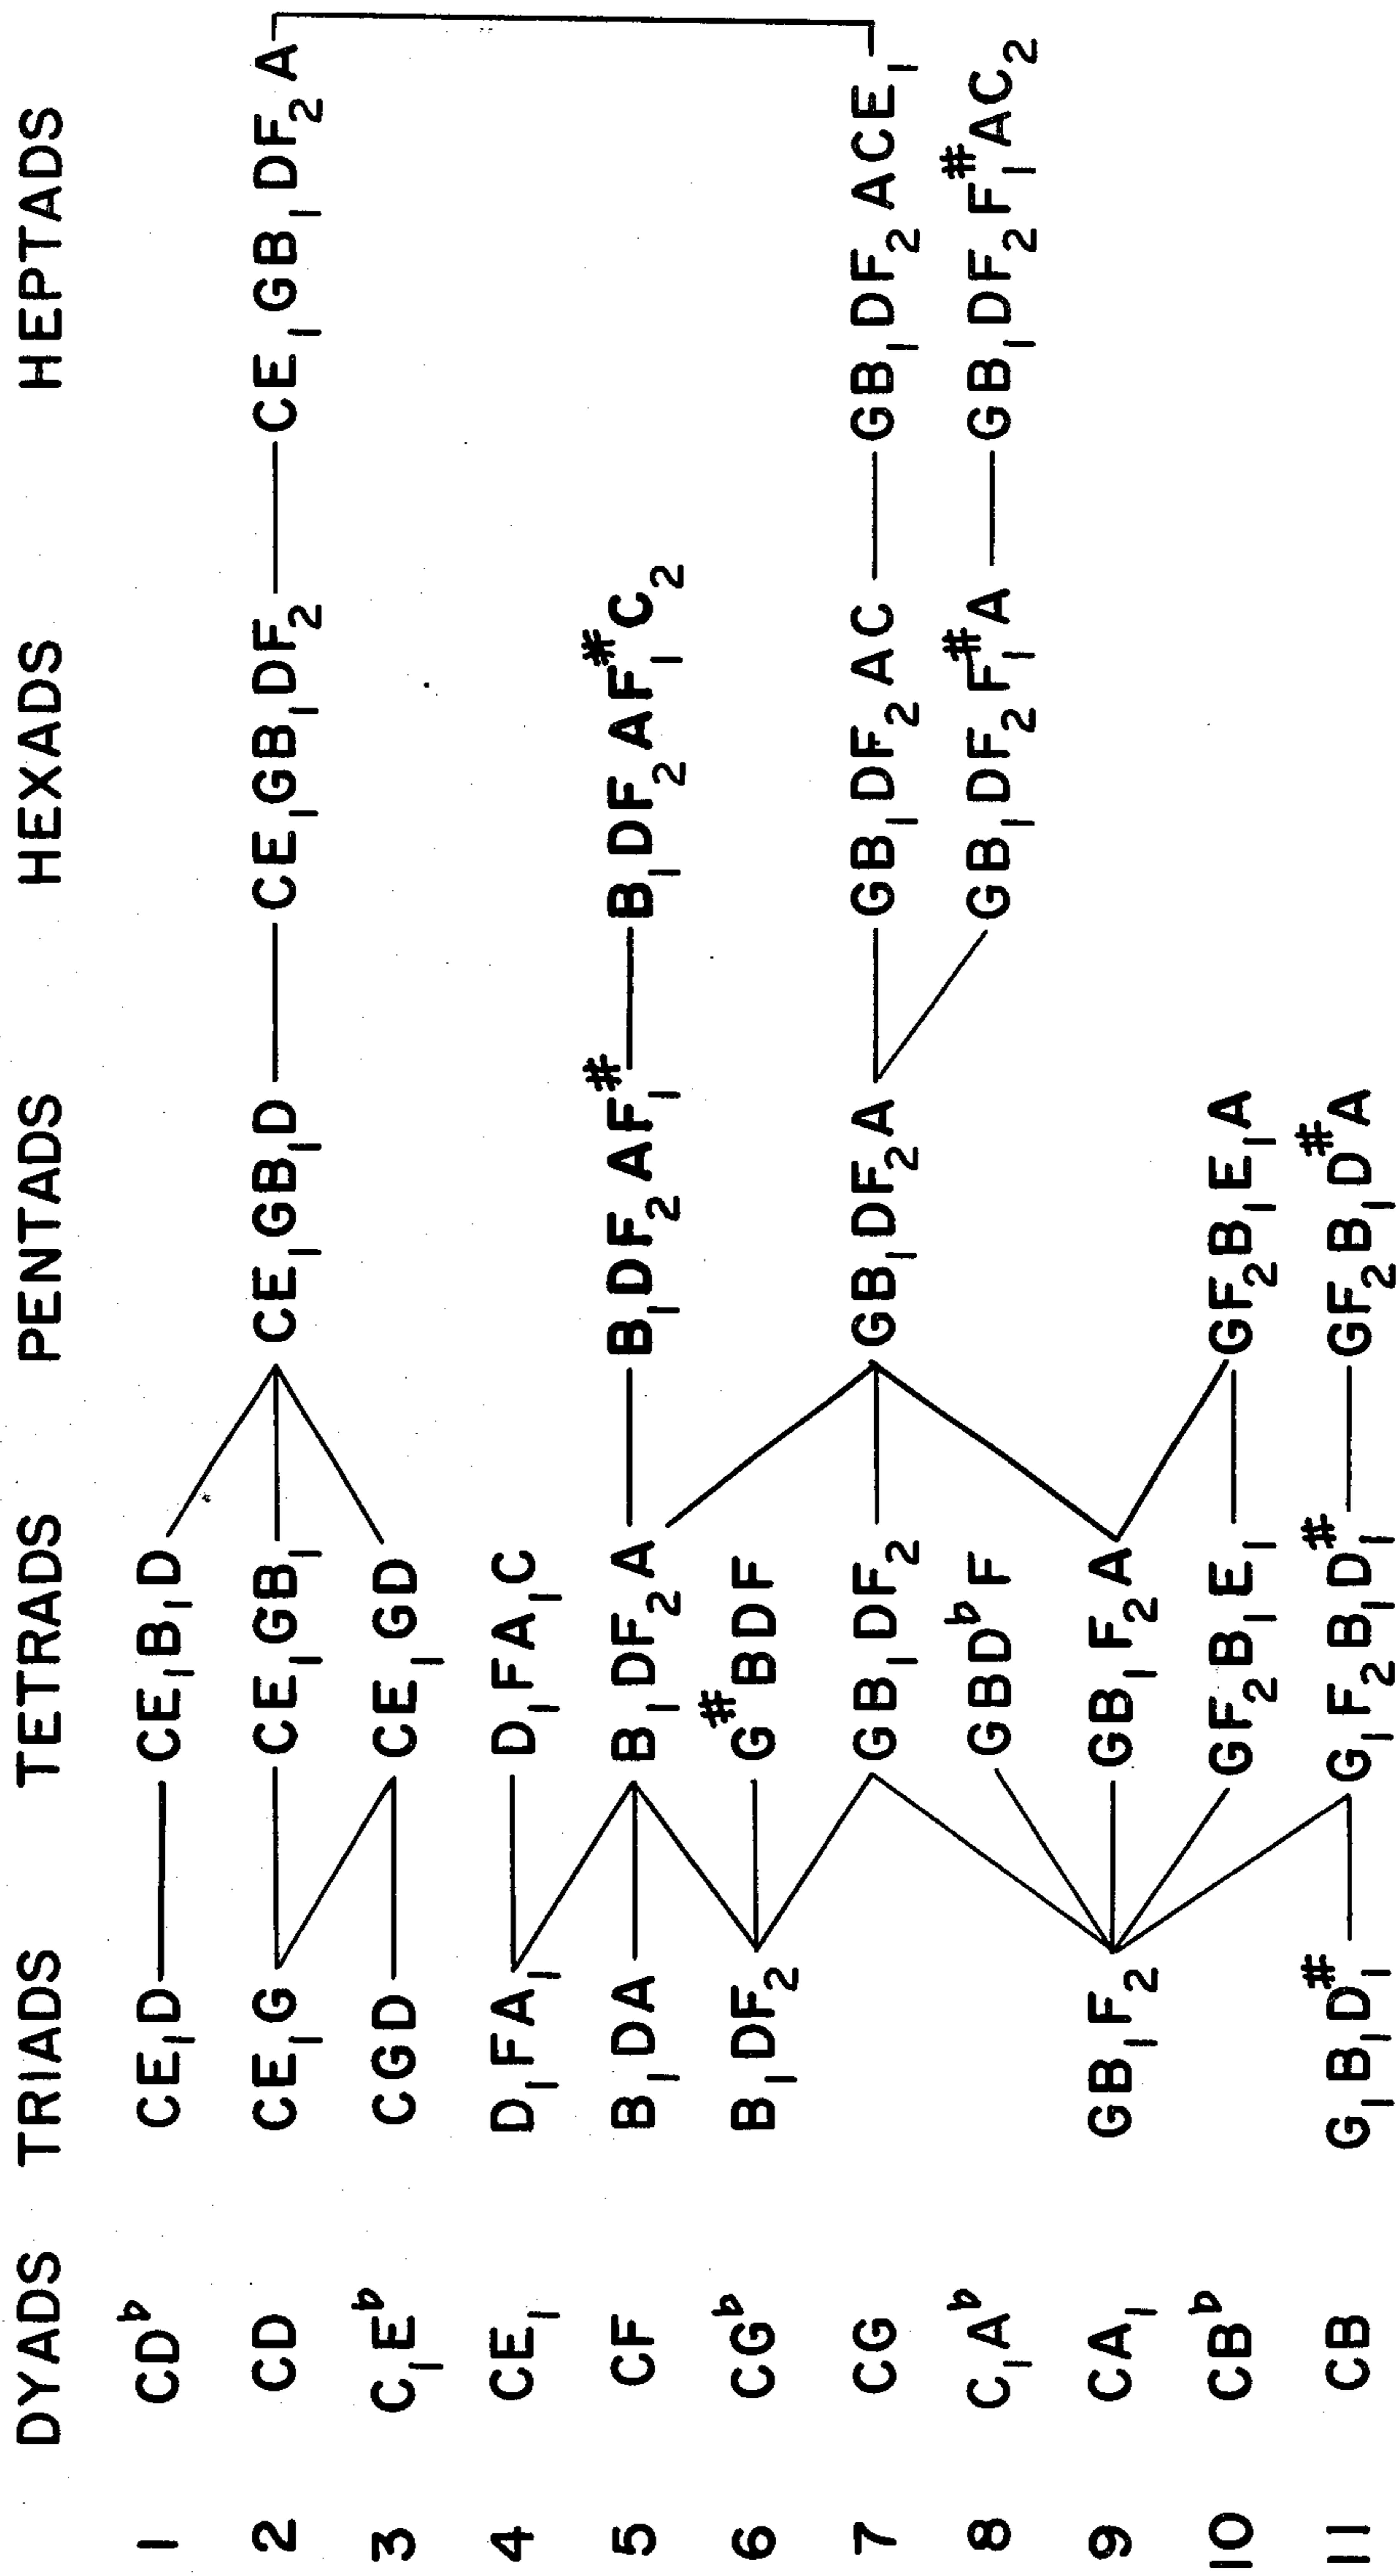 DYADS TRIADS TETRADS PENTADS HEXADS HEPTADS
1 CD♭ CE₁D CE₁B₁D
2 CD CE₁G CE₁GB₁ CE₁GB₁D CE₁GB₁DF₂ CE₁GB₁DF₂A
3 C₁E♭ CGD CE₁GD
4 CE₁ D₁FA₁ D₁FA₁C
5 CF B₁DA B₁DF₂A B₁DF₂AF₁# B₁DF₂AF₁#C₂
6 CG♭ B₁DF₂ G#BDF
7 CG GB₁DF₂ GB₁DF₂A GB₁DF₂AC GB₁DF₂ACE₁
8 C₁A♭ GBD♭F GB₁DF₂F₁#A GB₁DF₂F₁#AC₂
9 CA₁ GB₁F₂ GB₁F₂A
10 CB♭ GF₂B₁E₁ GF₂B₁E₁A
11 CB G₁B₁D₁# G₁F₂B₁D₁# GF₂B₁D#A